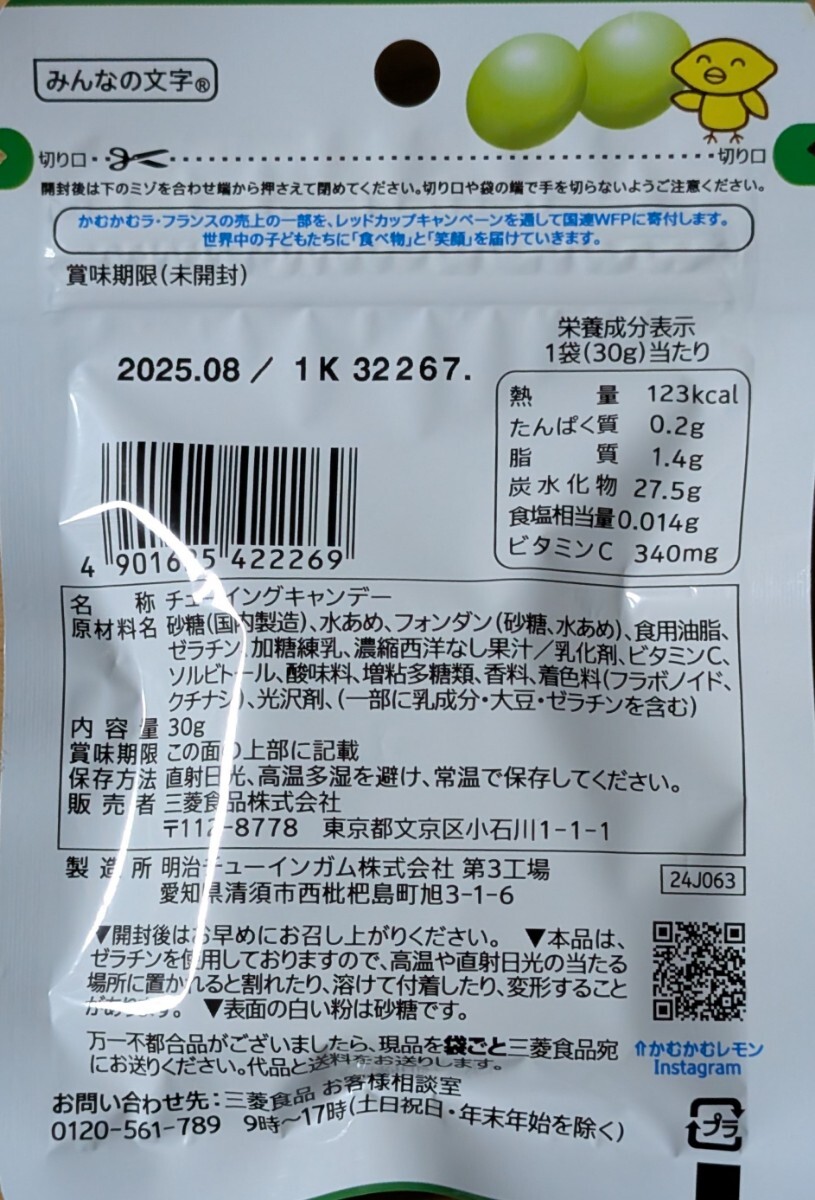 みんなの文字®
切り口 切り口
開封後は下のミゾを合わせ端から押さえて閉めてください。切り口や袋の端で手を切らないようご注意ください。
かむかむラ・フランスの売上の一部を、レッドカップキャンペーンを通して国連WFPに寄付します。
世界中の子どもたちに「食べ物」と「笑顔」を届けていきます。
賞味期限(未開封)
2025.08 / 1K 32267.
栄養成分表示
1袋(30g)当たり
熱量 123kcal
たんぱく質 0.2g
脂質 1.4g
炭水化物 27.5g
食塩相当量 0.014g
ビタミンC 340mg
4 901625 422269
名称 チューイングキャンデー
原材料名 砂糖(国内製造)、水あめ、フォンダン(砂糖、水あめ)、食用油脂、
ゼラチン、加糖練乳、濃縮西洋なし果汁/乳化剤、ビタミンC、
ソルビトール、酸味料、増粘多糖類、香料、着色料(フラボノイド、
クチナシ)、光沢剤、(一部に乳成分・大豆・ゼラチンを含む)
内容量 30g
賞味期限 この面の上部に記載
保存方法 直射日光、高温多湿を避け、常温で保存してください。
販売者 三菱食品株式会社
〒112-8778 東京都文京区小石川1-1-1
製造所 明治チューインガム株式会社 第3工場
愛知県清須市西枇杷島町旭3-1-6
24J063
▼開封後はお早めにお召し上がりください。 ▼本品は、
ゼラチンを使用しておりますので、高温や直射日光の当たる
場所に置かれると割れたり、溶けて付着したり、変形すること
があります。 ▼表面の白い粉は砂糖です。
万一不都合品がございましたら、現品を袋ごと三菱食品宛
にお送りください。代品と送料をお送りします。
⇑かむかむレモン
Instagram
お問い合わせ先:三菱食品 お客様相談室
0120-561-789 9時〜17時(土日祝日・年末年始を除く)
プラ